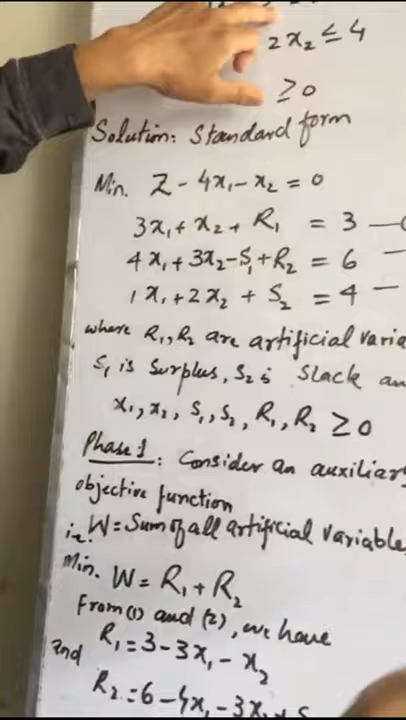 2x₂ ≤ 4
≥ 0
Solution: Standard form
Min. Z - 4x₁ - x₂ = 0
3x₁ + x₂ + R₁ = 3 —
4x₁ + 3x₂ - S₁ + R₂ = 6 —
1x₁ + 2x₂ + S₂ = 4 —
where R₁, R₂ are artificial varia
S₁ is Surplus, S₂ is Slack an
x₁, x₂, S₁, S₂, R₁, R₂ ≥ 0
Phase 1: Consider an auxiliar
objective function
i.e. W = Sum of all artificial variables
Min. W = R₁ + R₂
From (1) and (2), we have
R₁ = 3 - 3x₁ - x₂
and
R₂ = 6 - 4x₁ - 3x₂ + S